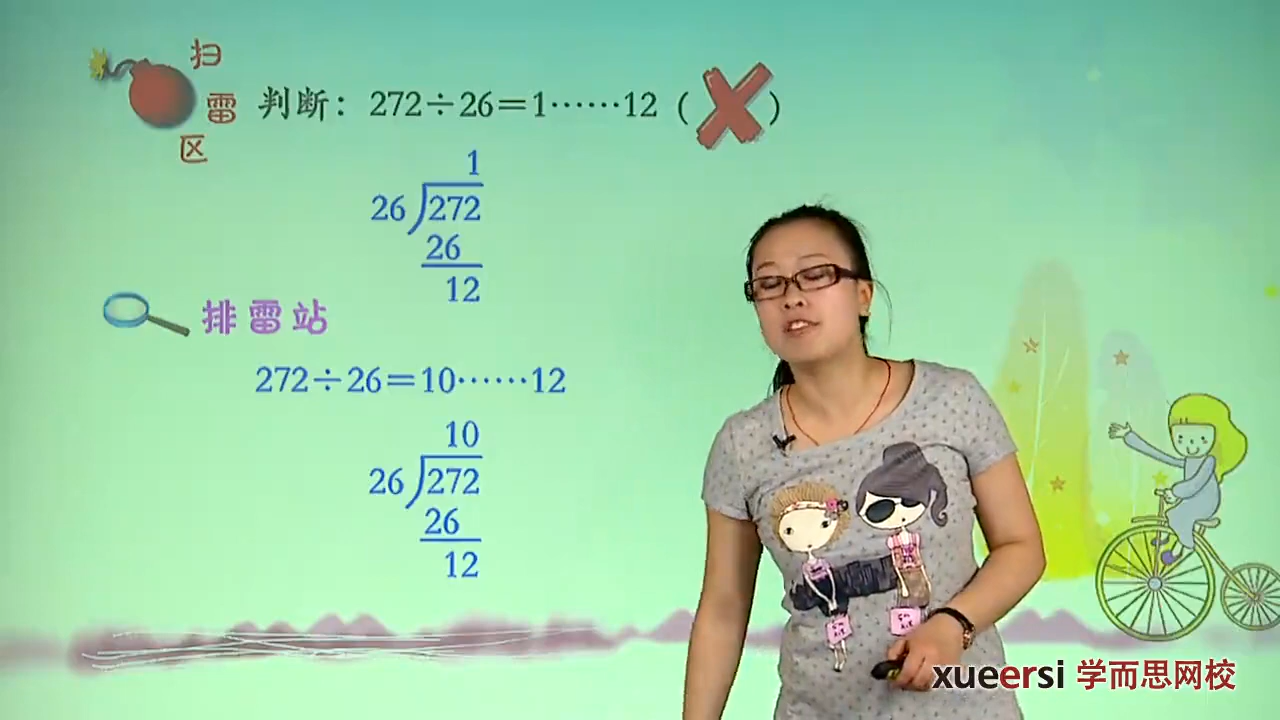 扫
雷
区
判断：272÷26＝1……12（✗）
1
26 272
26
12
排雷站
272÷26＝10……12
10
26 272
26
12
xueersi 学而思网校